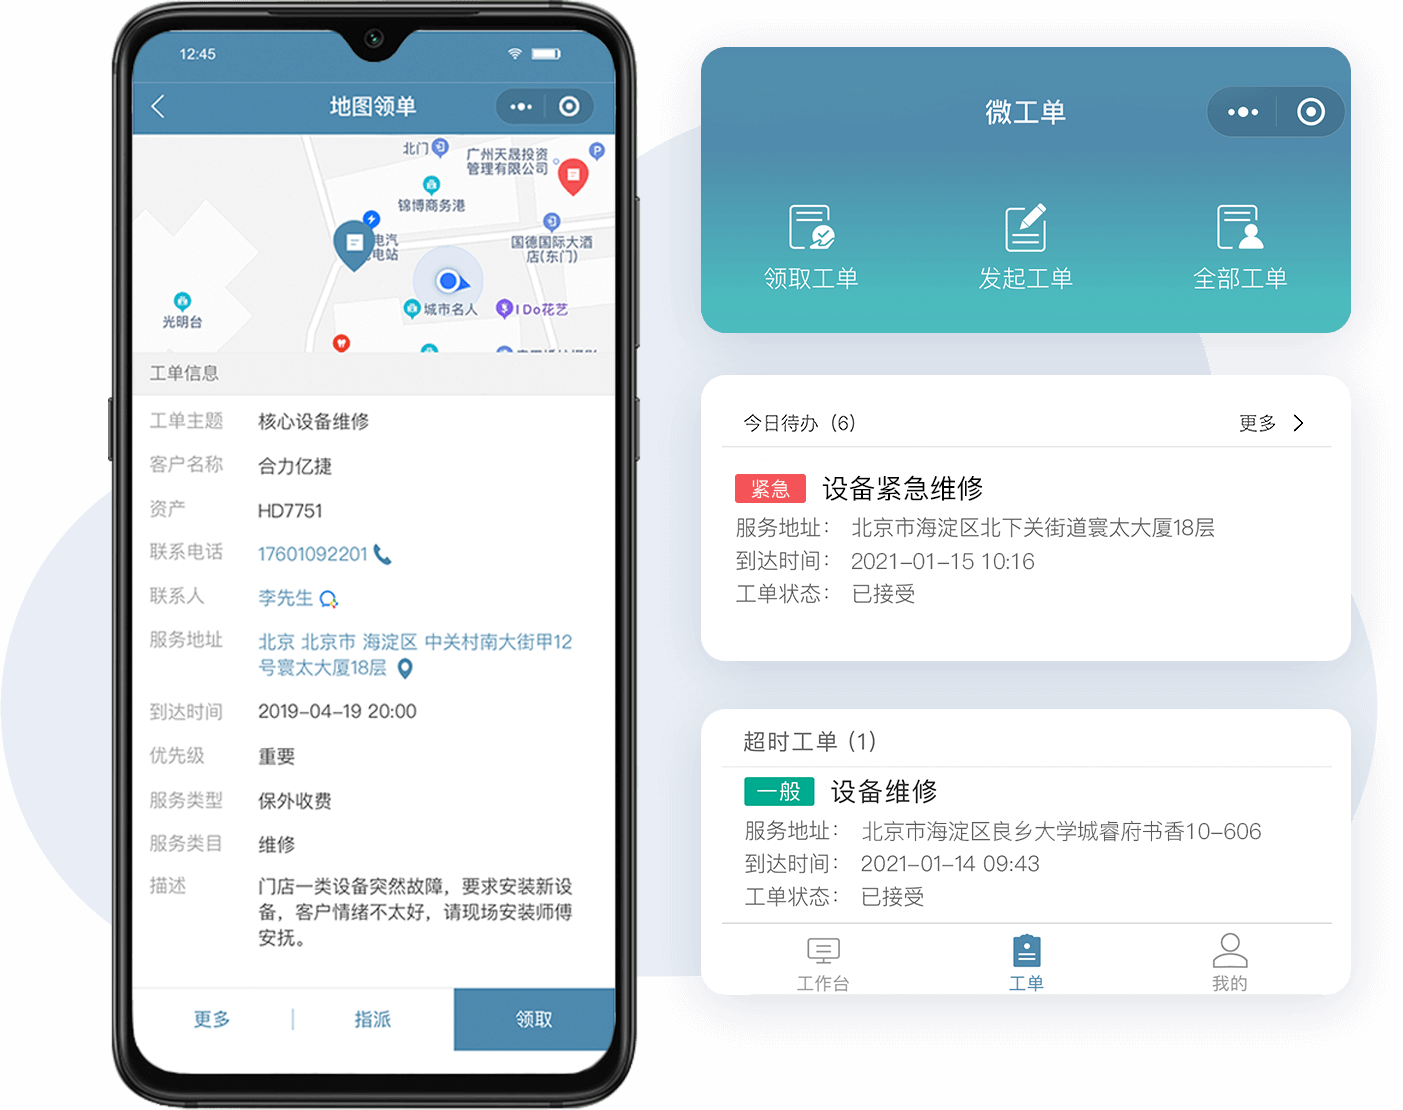 12:45
地图领单
北门
P
广州天晟投资
管理有限公司
锦博商务港
电汽
电站
国德国际大酒
店(东门)
城市名人
I Do花艺
光明台
工单信息
工单主题 核心设备维修
客户名称 合力亿捷
资产 HD7751
联系电话 17601092201
联系人 李先生
服务地址 北京 北京市 海淀区 中关村南大街甲12
号寰太大厦18层
到达时间 2019-04-19 20:00
优先级 重要
服务类型 保外收费
服务类目 维修
描述 门店一类设备突然故障，要求安装新设
备，客户情绪不太好，请现场安装师傅
安抚。
更多 指派 领取
微工单
领取工单 发起工单 全部工单
今日待办（6） 更多
紧急 设备紧急维修
服务地址： 北京市海淀区北下关街道寰太大厦18层
到达时间： 2021-01-15 10:16
工单状态： 已接受
超时工单 (1)
一般 设备维修
服务地址： 北京市海淀区良乡大学城睿府书香10-606
到达时间： 2021-01-14 09:43
工单状态： 已接受
工作台 工单 我的